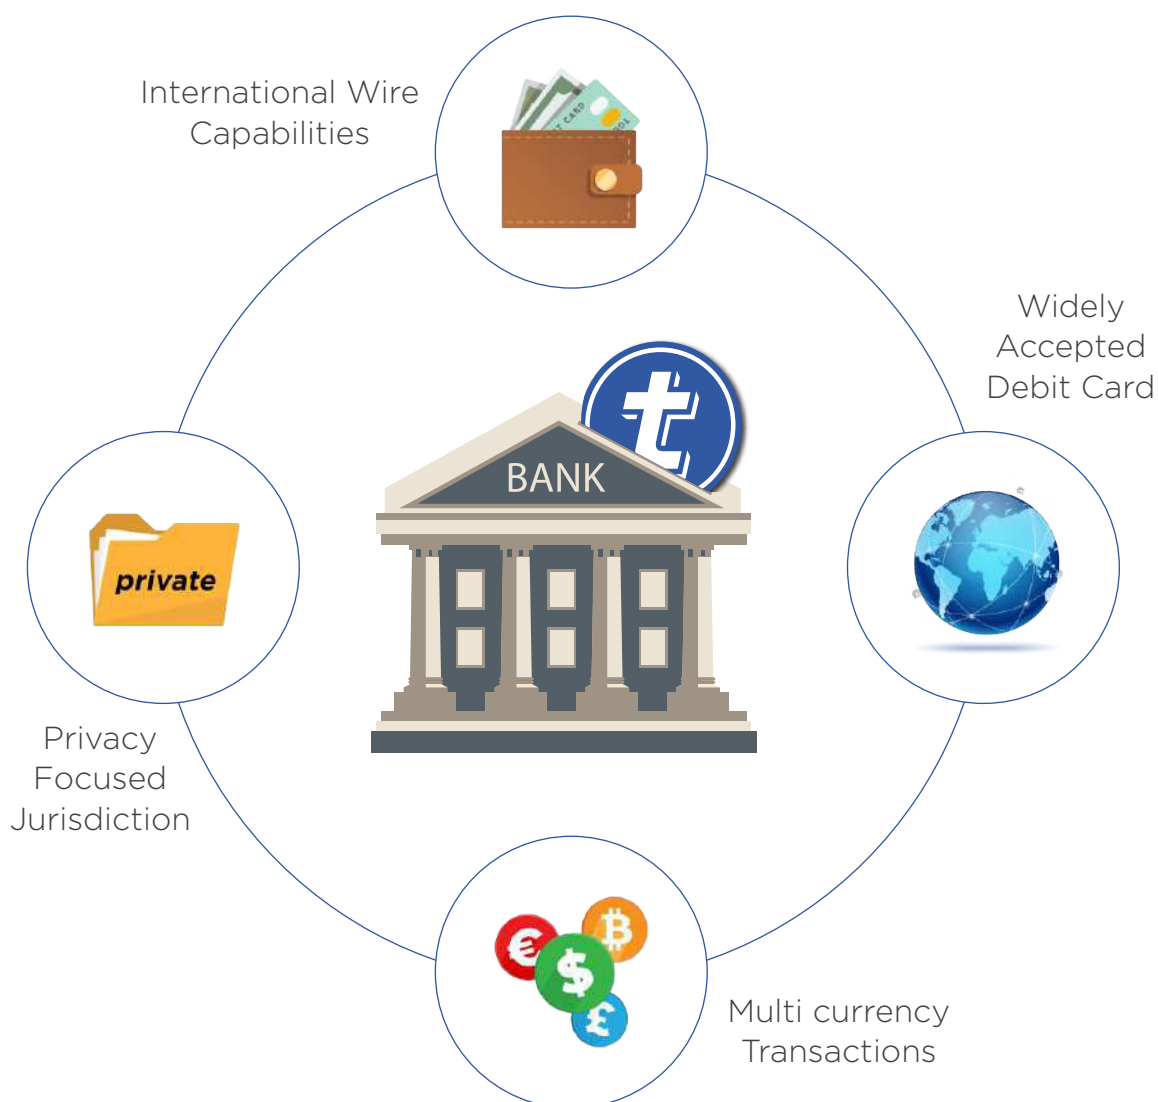 International Wire
Capabilities
Widely
Accepted
Debit Card
BANK
private
Privacy
Focused
Jurisdiction
€
$
₿
£
Multi currency
Transactions